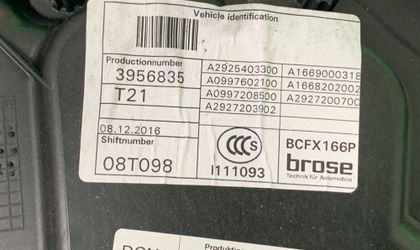 Vehicle identification
Productionnumber
3956835
T21
08.12.2016
Shiftnumber
08T098
A2925403300
A0997602100
A0997208500
A2927203902
A1669000318
A1668202002
A2927200700
CCC S
I111093
BCFX166P
brose
Technik für Automobile